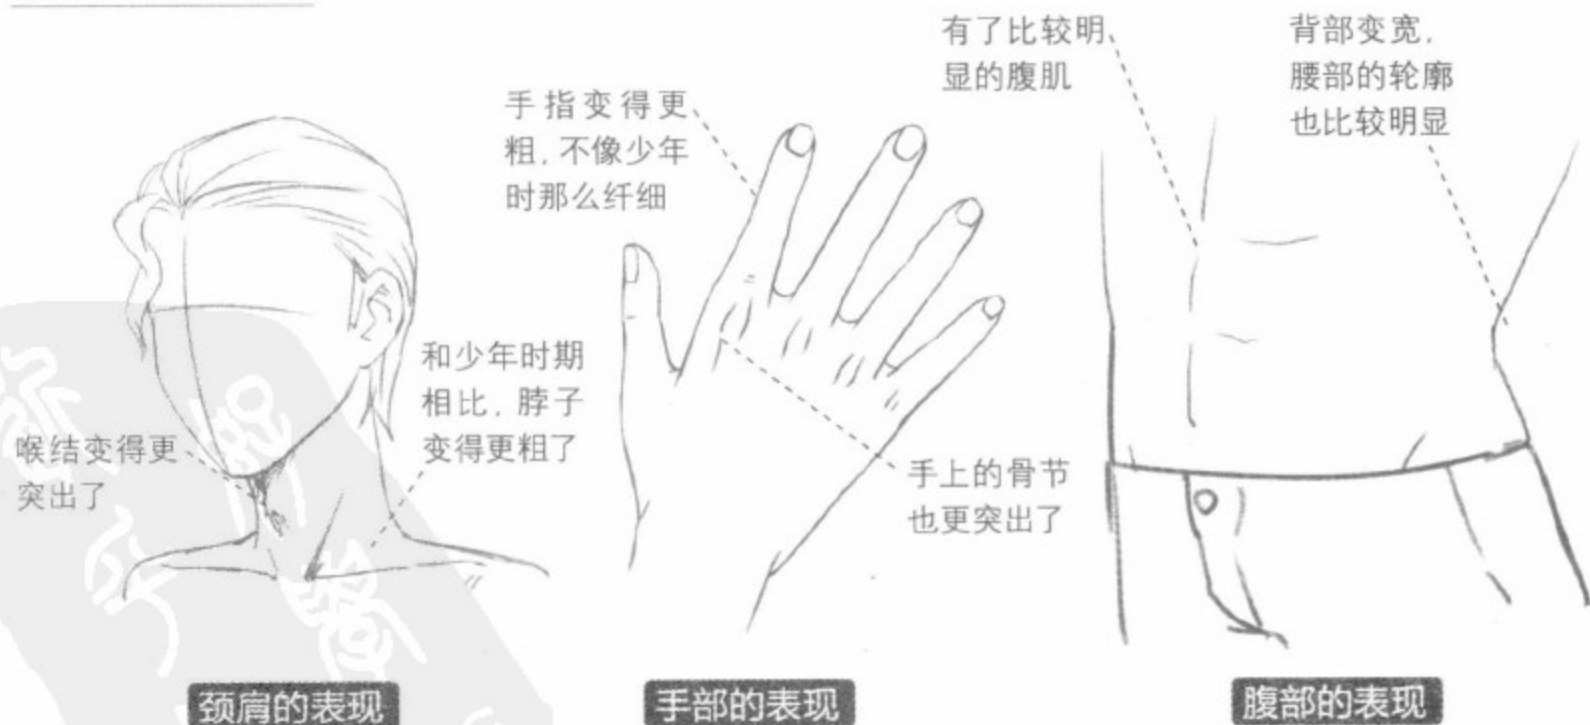 有了比较明
显的腹肌
背部变宽，
腰部的轮廓
也比较明显
手指变得更
粗，不像少年
时那么纤细
和少年时期
相比，脖子
变得更粗了
喉结变得更
突出了
手上的骨节
也更突出了
颈肩的表现
手部的表现
腹部的表现